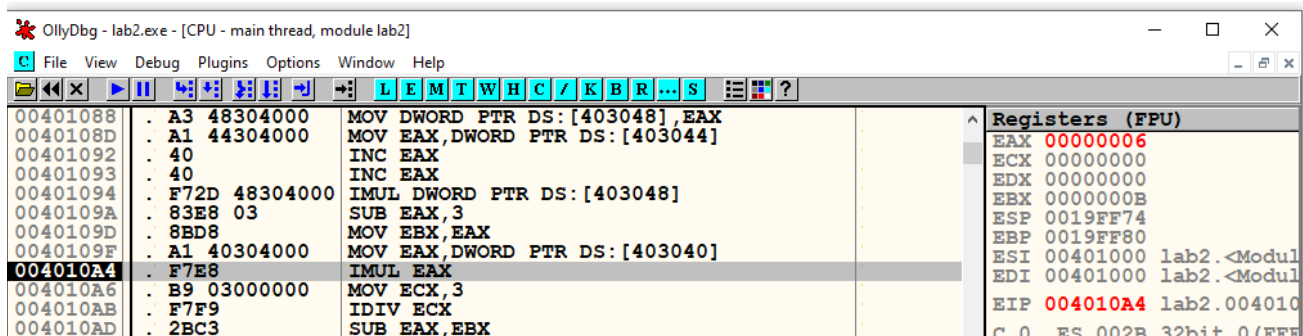 OllyDbg - lab2.exe - [CPU - main thread, module lab2]
C File View Debug Plugins Options Window Help
L E M T W H C / K B R ... S ?
00401088 . A3 48304000 MOV DWORD PTR DS:[403048],EAX
0040108D . A1 44304000 MOV EAX,DWORD PTR DS:[403044]
00401092 . 40 INC EAX
00401093 . 40 INC EAX
00401094 . F72D 48304000 IMUL DWORD PTR DS:[403048]
0040109A . 83E8 03 SUB EAX,3
0040109D . 8BD8 MOV EBX,EAX
0040109F . A1 40304000 MOV EAX,DWORD PTR DS:[403040]
004010A4 . F7E8 IMUL EAX
004010A6 . B9 03000000 MOV ECX,3
004010AB . F7F9 IDIV ECX
004010AD . 2BC3 SUB EAX,EBX
Registers (FPU)
EAX 00000006
ECX 00000000
EDX 00000000
EBX 0000000B
ESP 0019FF74
EBP 0019FF80
ESI 00401000 lab2.<Modul
EDI 00401000 lab2.<Modul
EIP 004010A4 lab2.004010
C 0 ES 002B 32bit 0(FFF